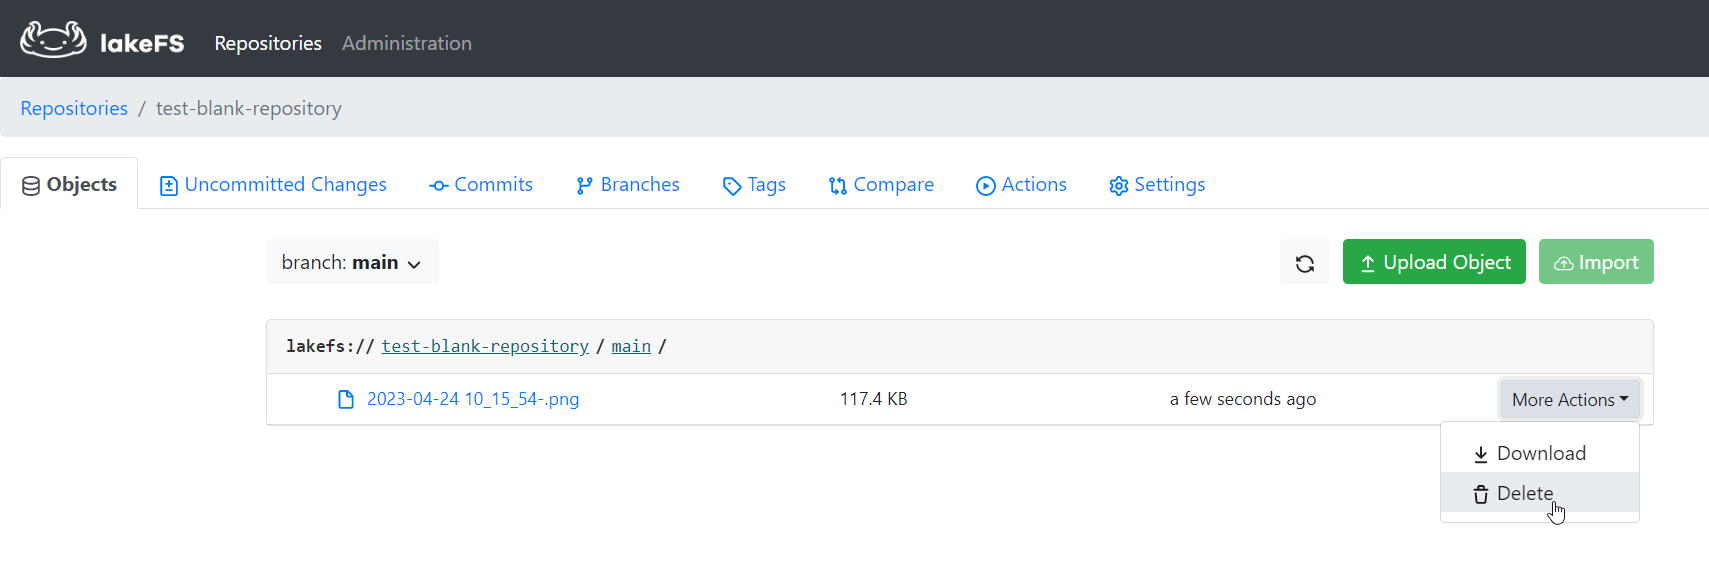 lakeFS Repositories Administration
Repositories / test-blank-repository
Objects Uncommitted Changes Commits Branches Tags Compare Actions Settings
branch: main Upload Object Import
lakefs:// test-blank-repository / main /
2023-04-24 10_15_54-.png 117.4 KB a few seconds ago More Actions
Download
Delete